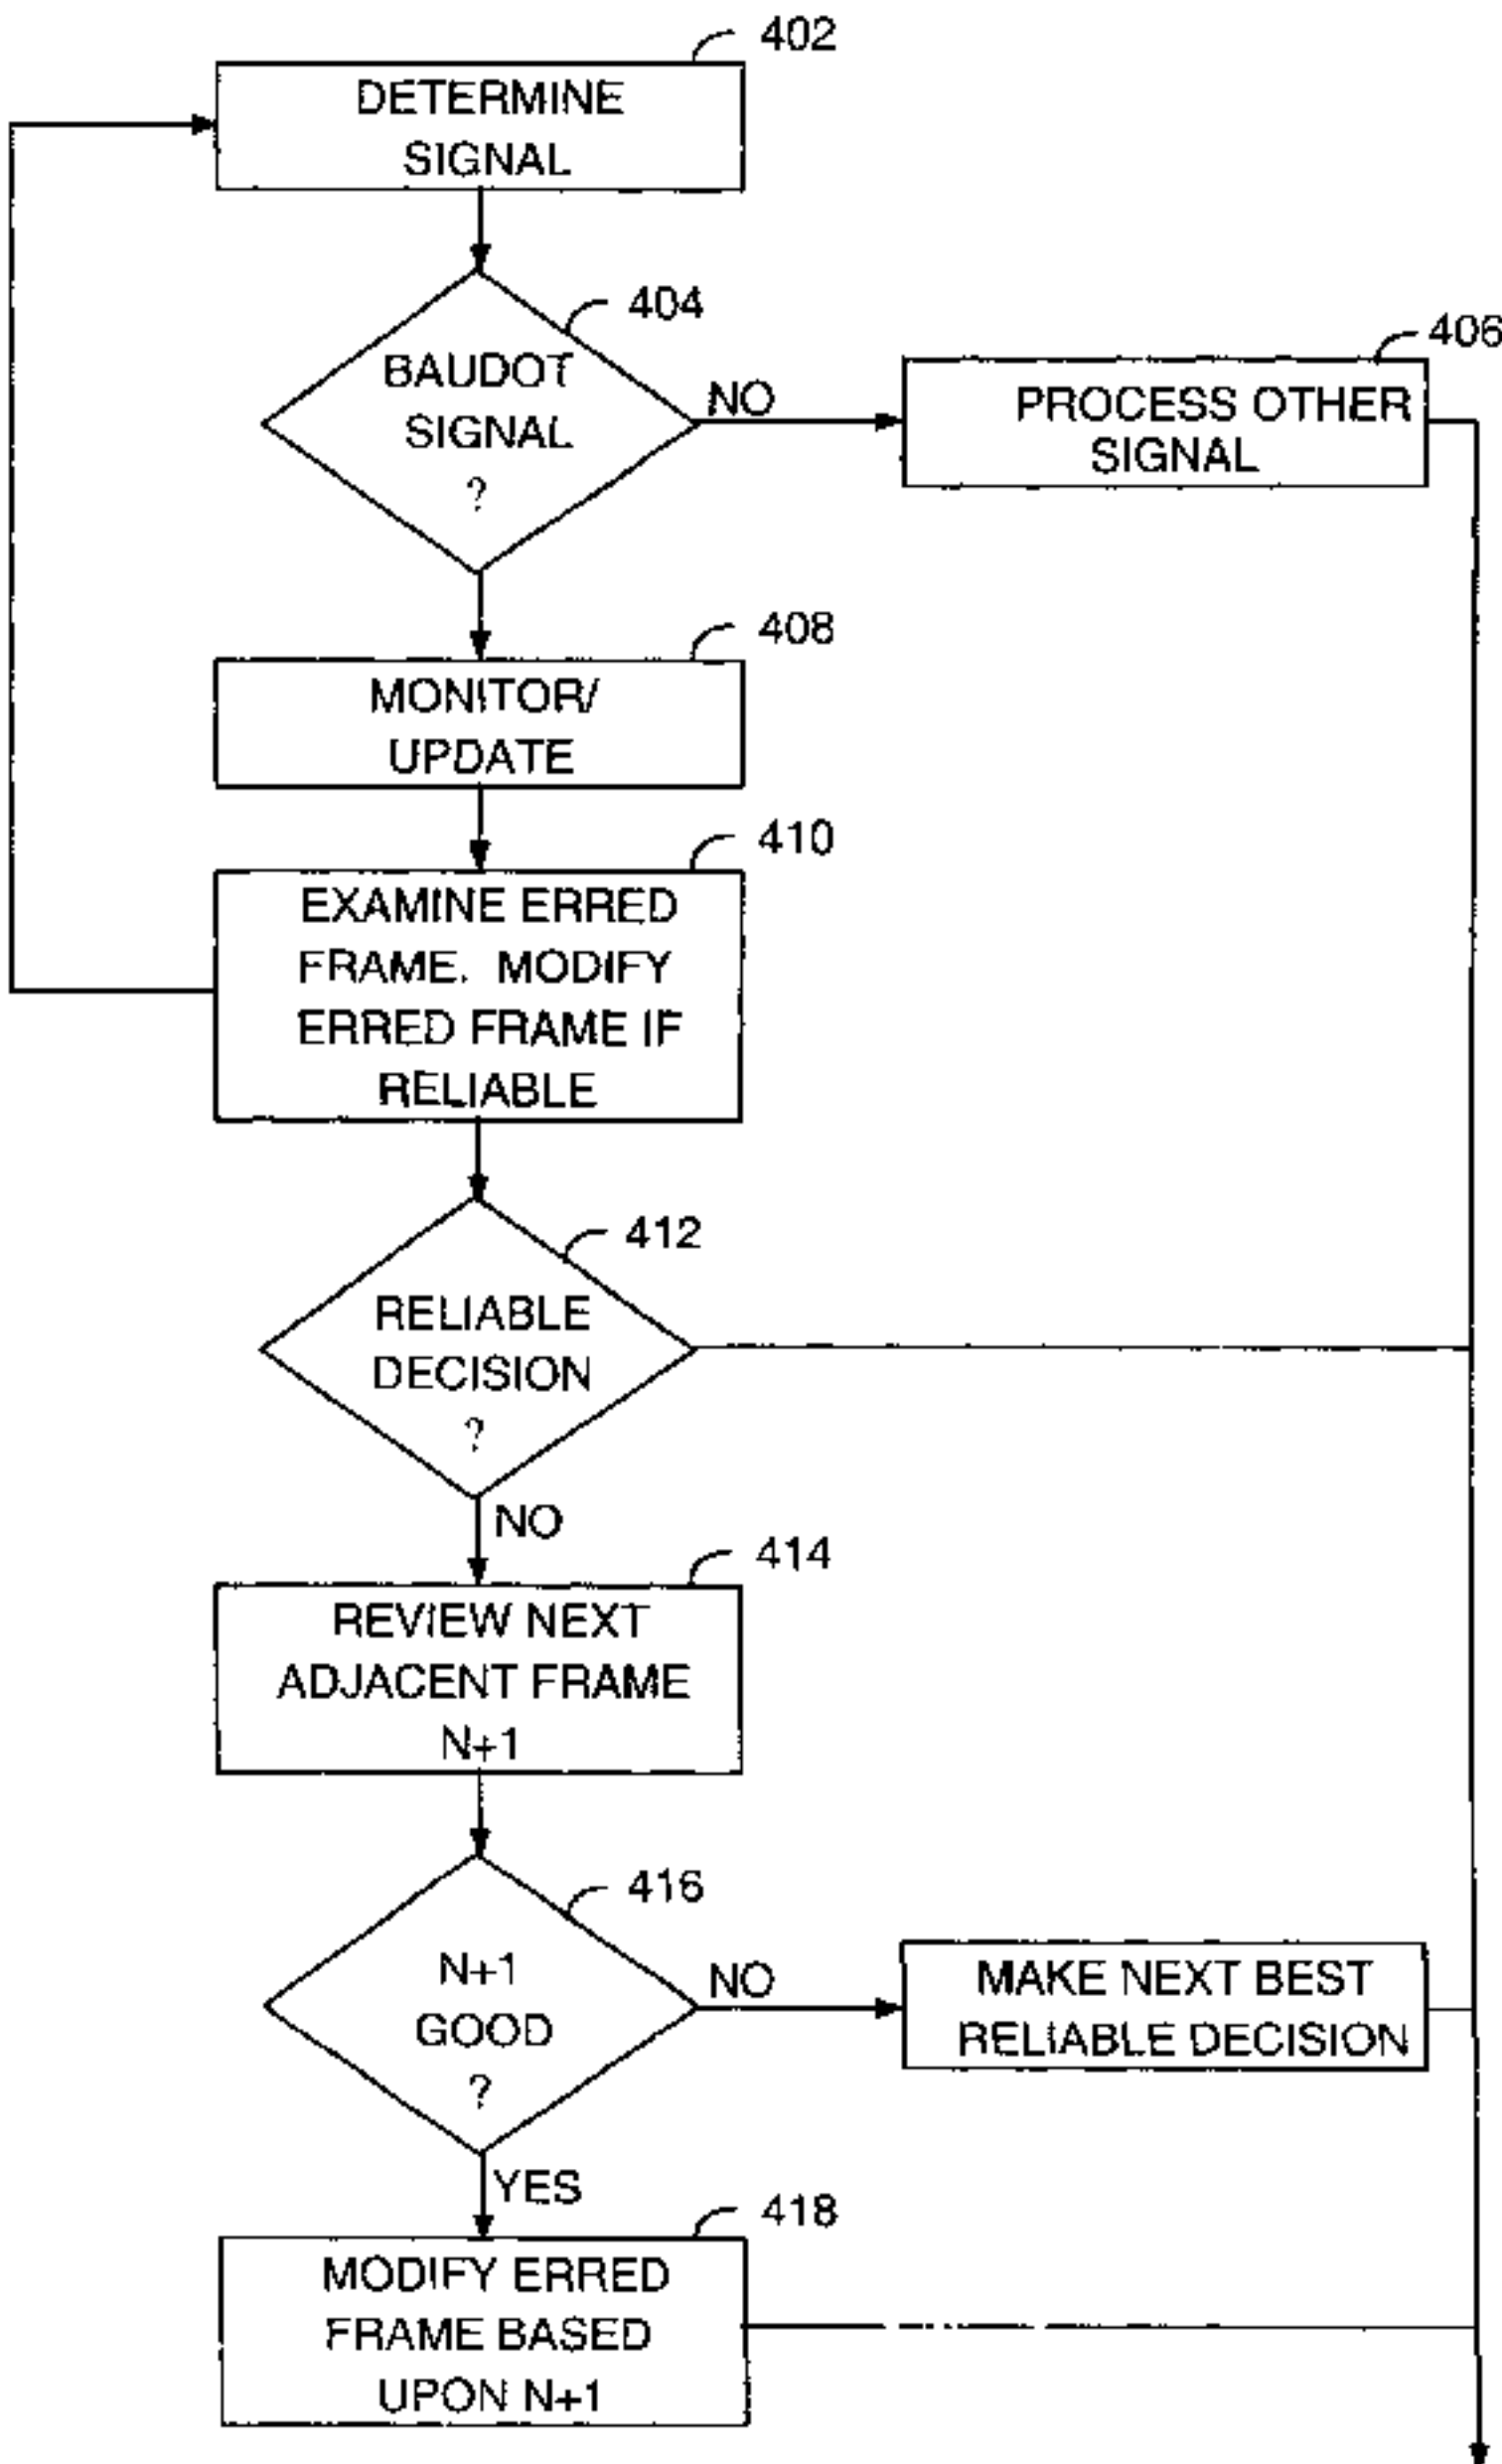 402
DETERMINE
SIGNAL
404
BAUDOT
SIGNAL
?
NO
406
PROCESS OTHER
SIGNAL
408
MONITOR/
UPDATE
410
EXAMINE ERRED
FRAME. MODIFY
ERRED FRAME IF
RELIABLE
412
RELIABLE
DECISION
?
NO
414
REVIEW NEXT
ADJACENT FRAME
N+1
416
N+1
GOOD
?
NO
MAKE NEXT BEST
RELIABLE DECISION
YES
418
MODIFY ERRED
FRAME BASED
UPON N+1